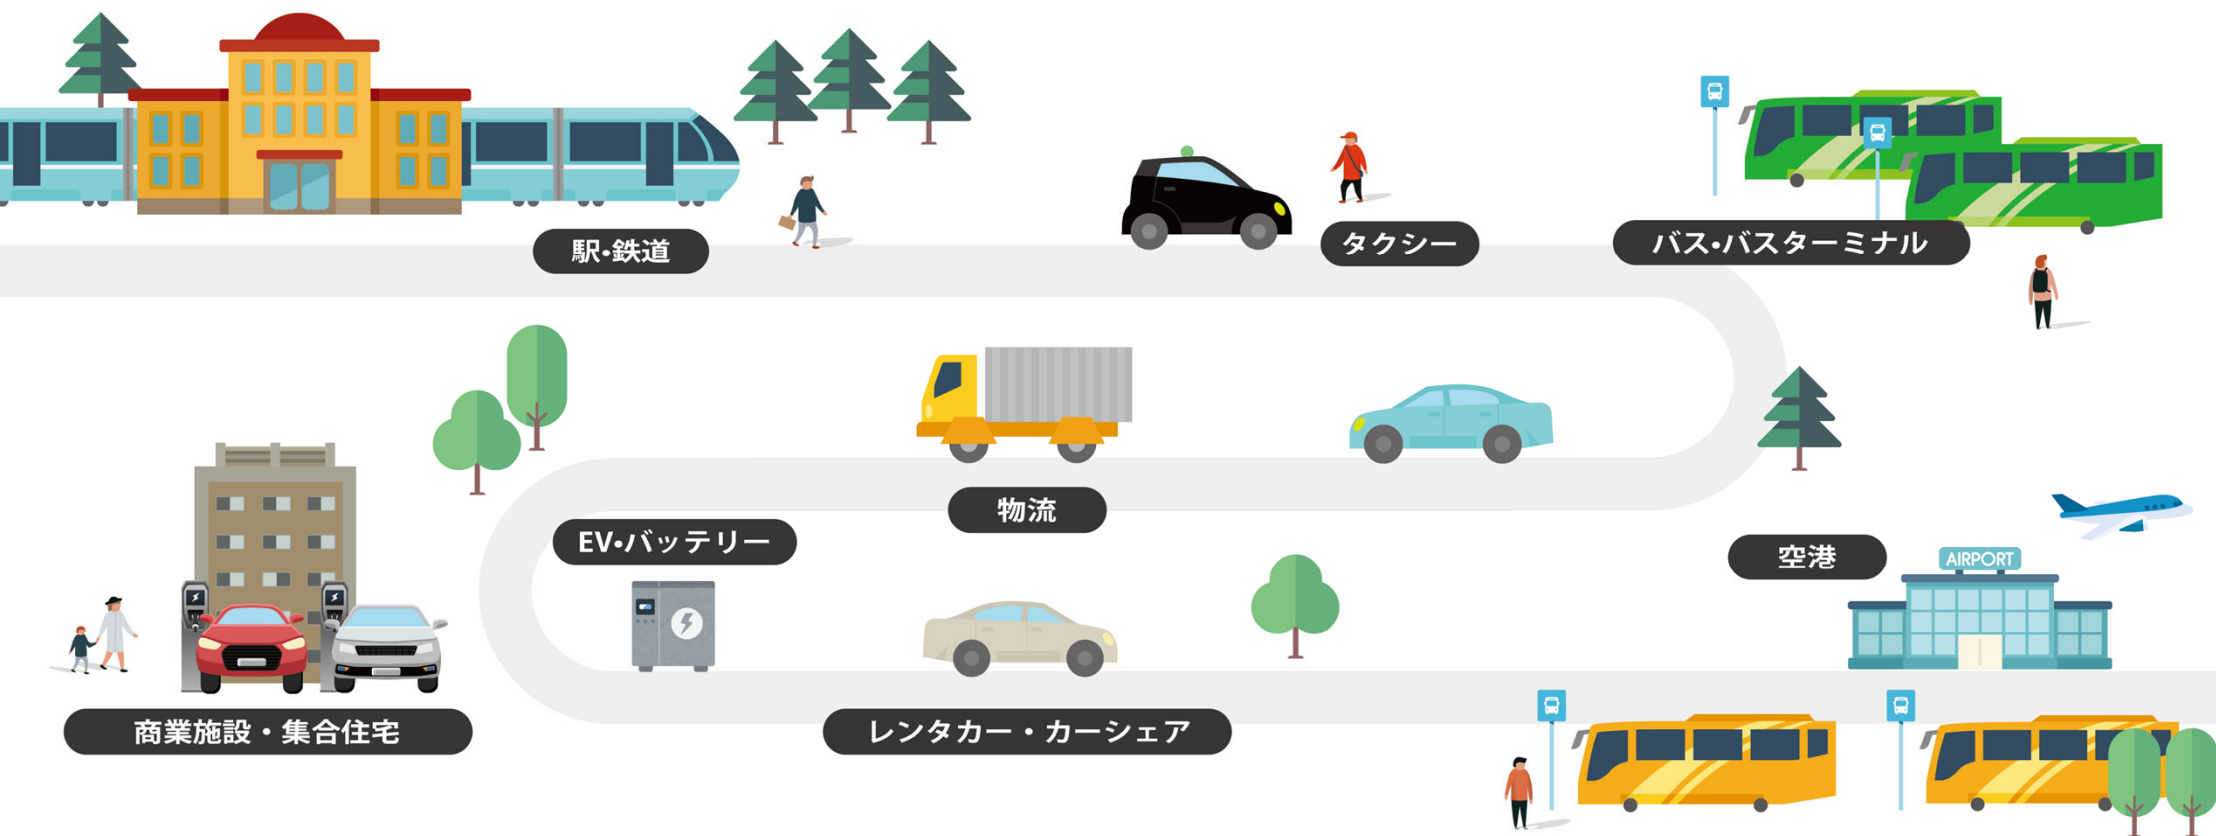 駅•鉄道
タクシー
バス•バスターミナル
物流
EV•バッテリー
空港
AIRPORT
商業施設・集合住宅
レンタカー・カーシェア